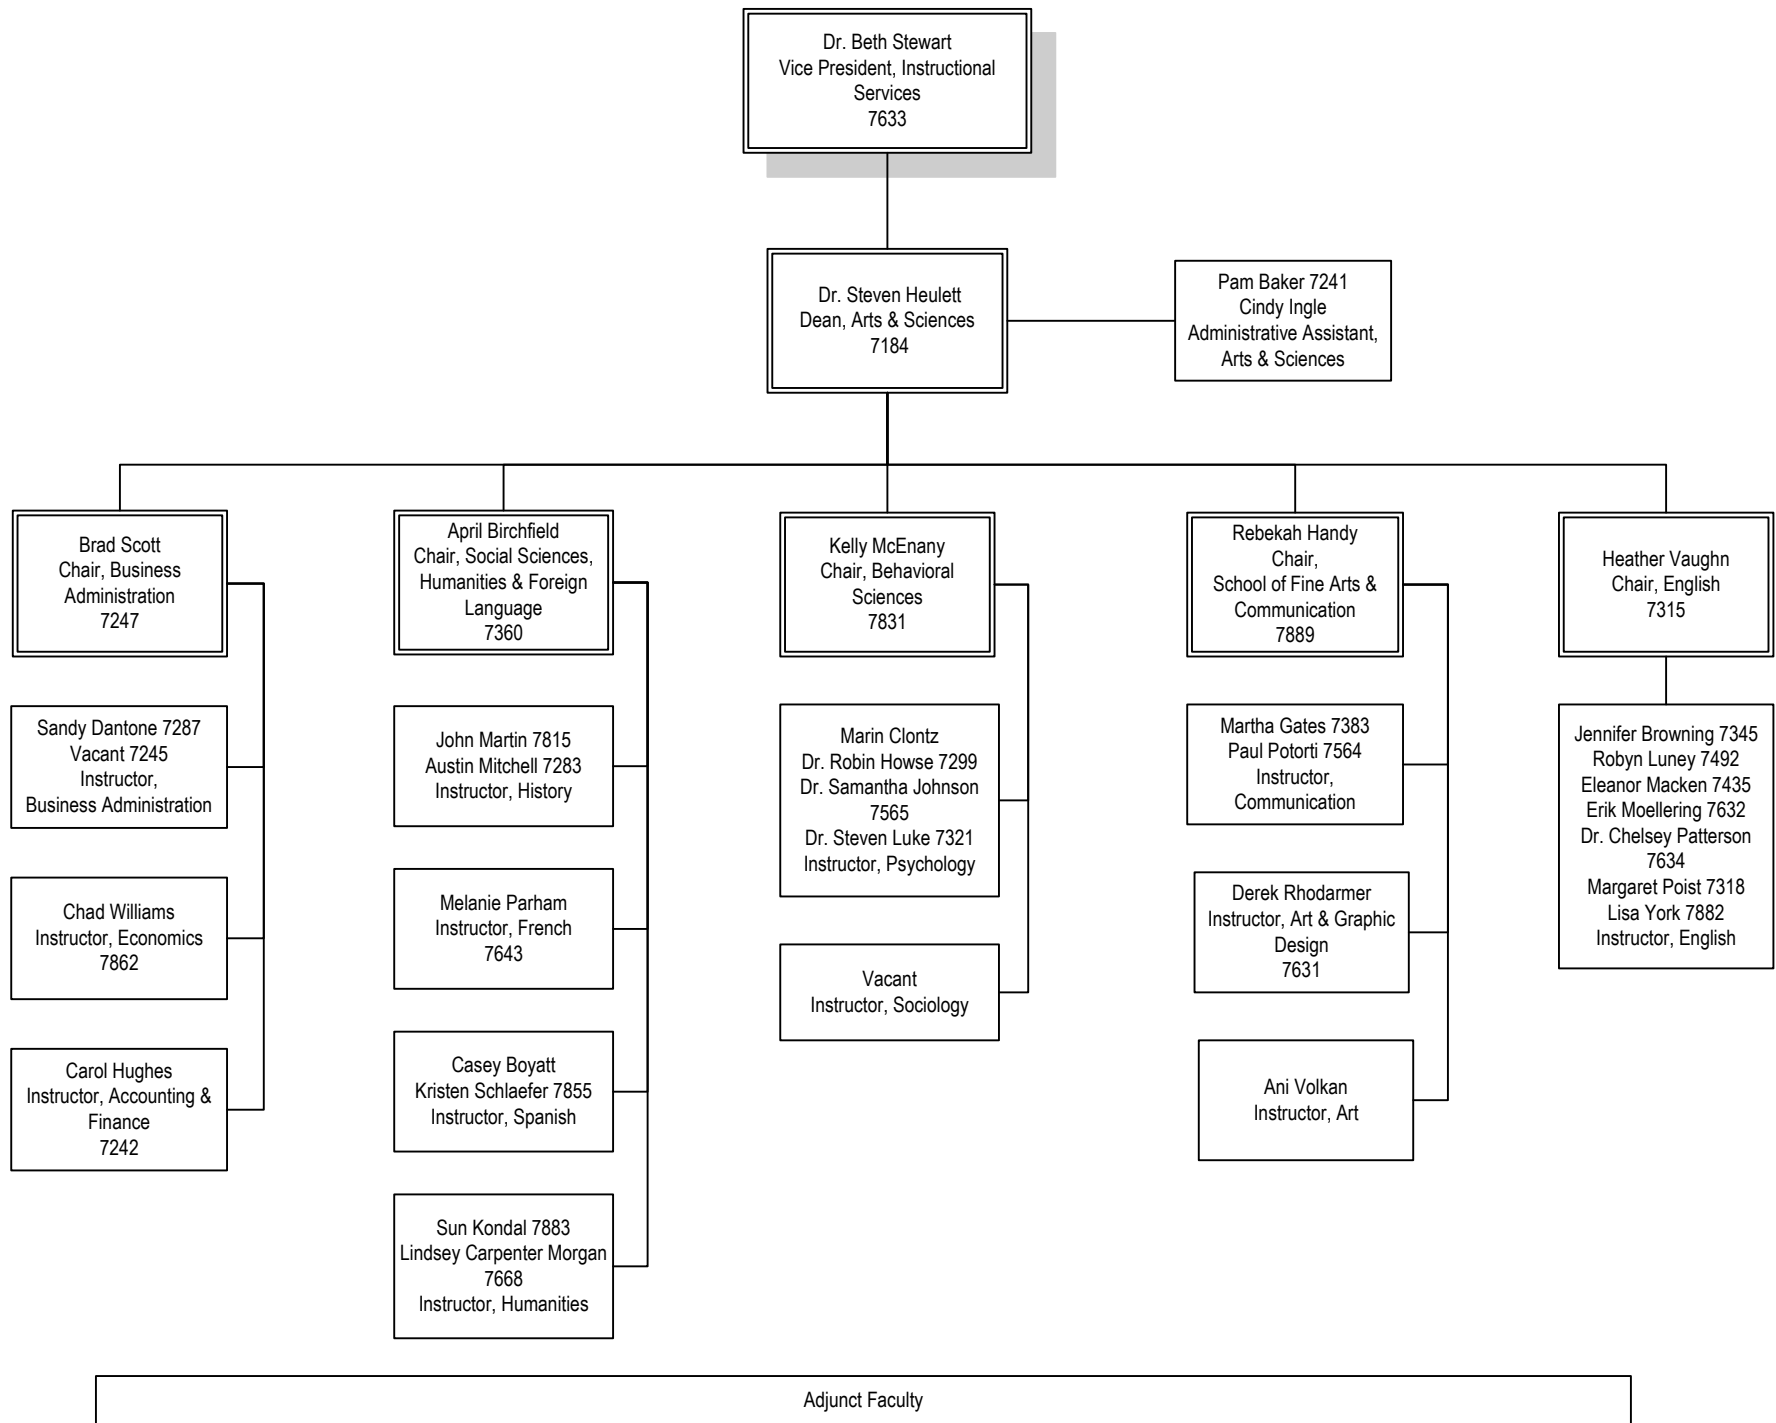 Dr. Beth Stewart
Vice President, Instructional
Services
7633
Dr. Steven Heulett
Dean, Arts & Sciences
7184
Pam Baker 7241
Cindy Ingle
Administrative Assistant,
Arts & Sciences
Brad Scott
Chair, Business
Administration
7247
April Birchfield
Chair, Social Sciences,
Humanities & Foreign
Language
7360
Kelly McEnany
Chair, Behavioral
Sciences
7831
Rebekah Handy
Chair,
School of Fine Arts &
Communication
7889
Heather Vaughn
Chair, English
7315
Sandy Dantone 7287
Vacant 7245
Instructor,
Business Administration
Chad Williams
Instructor, Economics
7862
Carol Hughes
Instructor, Accounting &
Finance
7242
John Martin 7815
Austin Mitchell 7283
Instructor, History
Melanie Parham
Instructor, French
7643
Casey Boyatt
Kristen Schlaefer 7855
Instructor, Spanish
Sun Kondal 7883
Lindsey Carpenter Morgan
7668
Instructor, Humanities
Marin Clontz
Dr. Robin Howse 7299
Dr. Samantha Johnson
7565
Dr. Steven Luke 7321
Instructor, Psychology
Vacant
Instructor, Sociology
Martha Gates 7383
Paul Potorti 7564
Instructor,
Communication
Derek Rhodarmer
Instructor, Art & Graphic
Design
7631
Ani Volkan
Instructor, Art
Jennifer Browning 7345
Robyn Luney 7492
Eleanor Macken 7435
Erik Moellering 7632
Dr. Chelsey Patterson
7634
Margaret Poist 7318
Lisa York 7882
Instructor, English
Adjunct Faculty